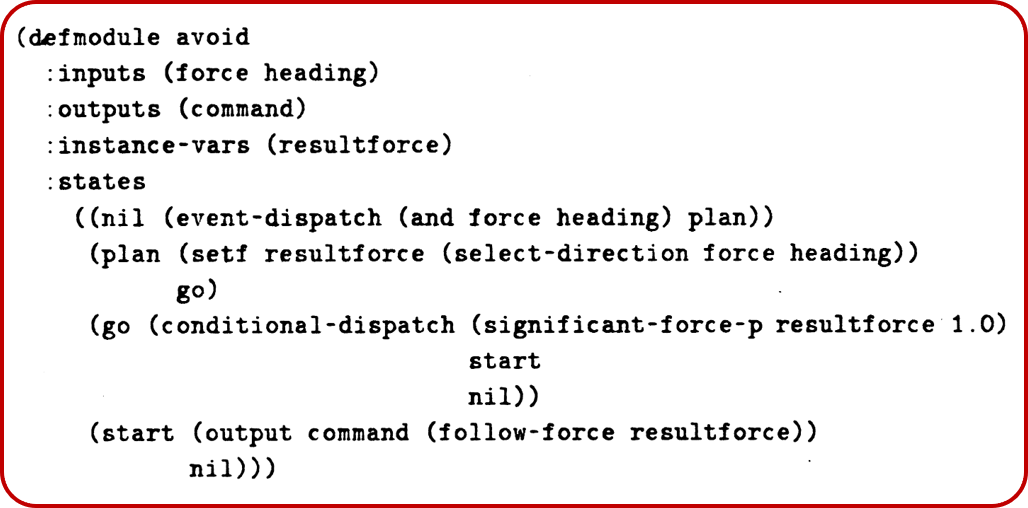 (defmodule avoid
:inputs (force heading)
:outputs (command)
:instance-vars (resultforce)
:states
((nil (event-dispatch (and force heading) plan))
(plan (setf resultforce (select-direction force heading))
go)
(go (conditional-dispatch (significant-force-p resultforce 1.0)
start
nil))
(start (output command (follow-force resultforce))
nil)))